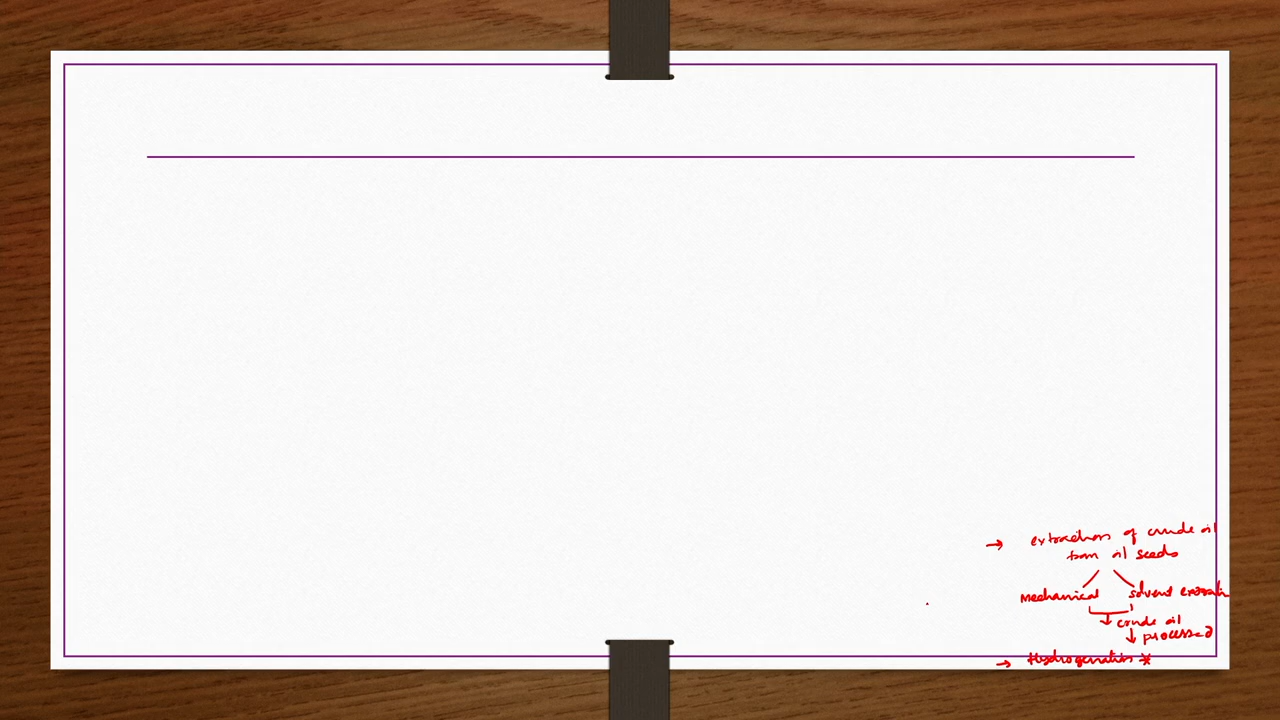 → extraction of crude oil
from oil seeds
Mechanical solvent
↓ crude oil
↓ processed
→ Hydrogenation *